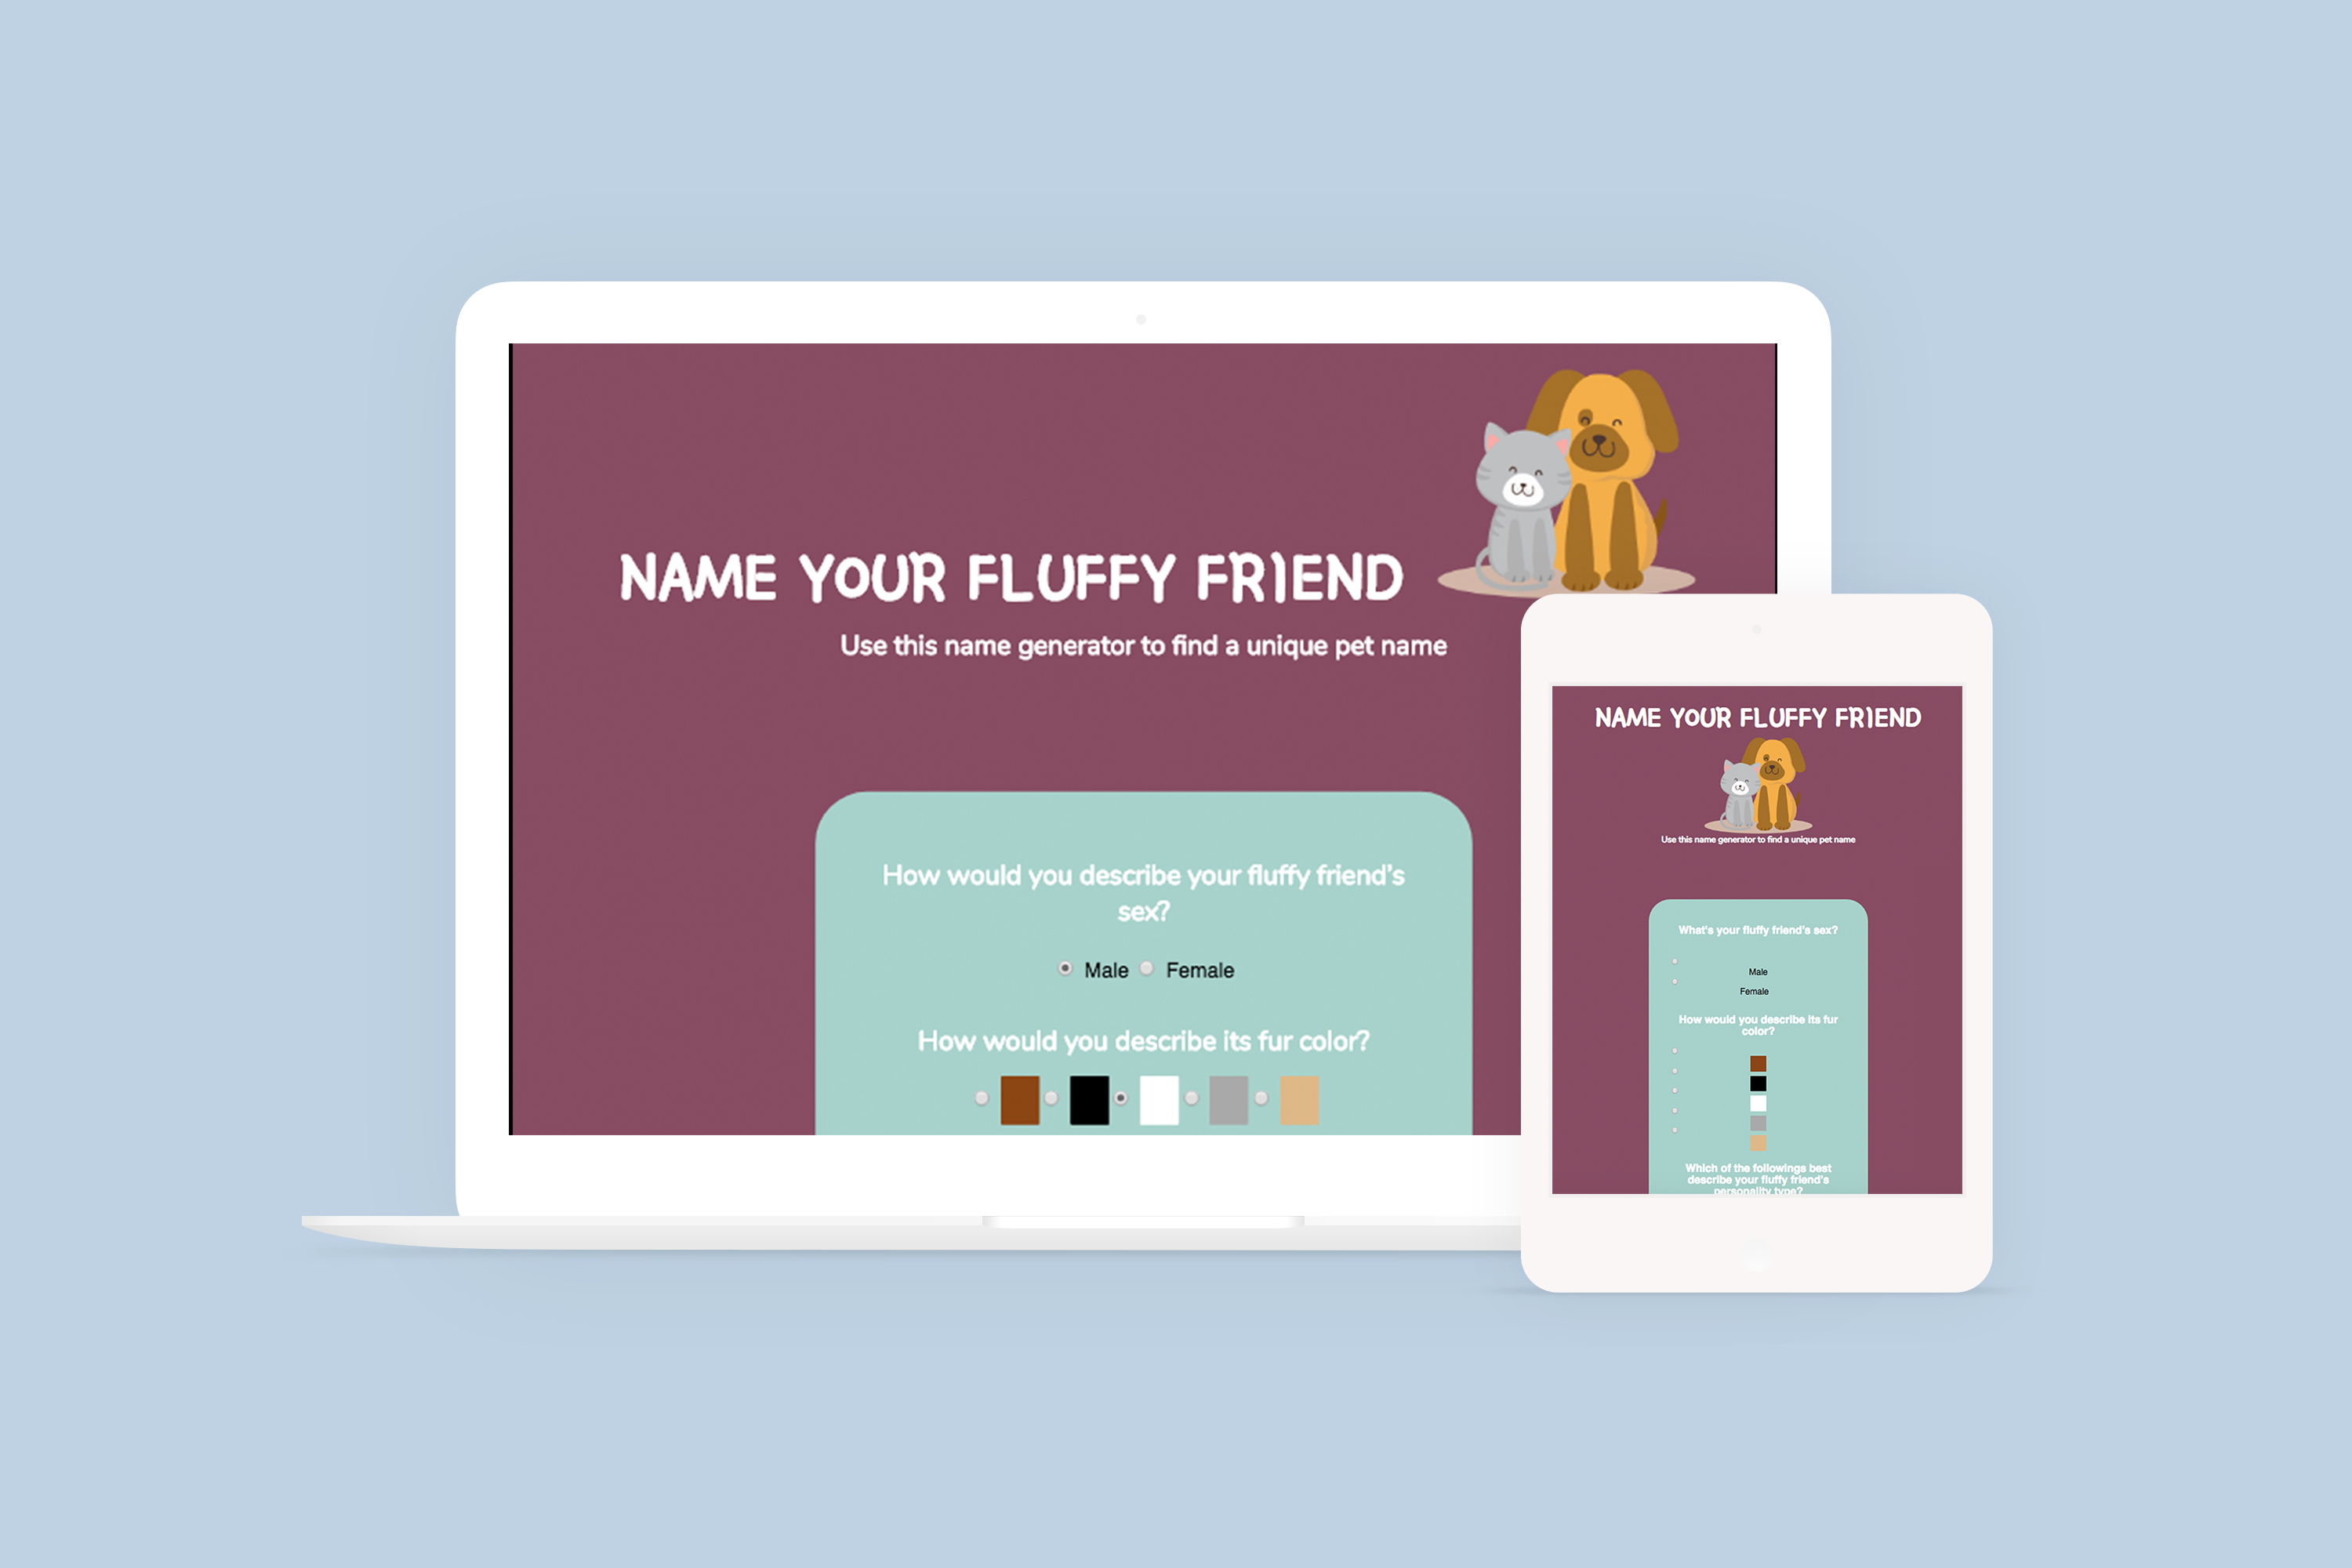 NAME YOUR FLUFFY FRIEND
Use this name generator to find a unique pet name
How would you describe your fluffy friend's
sex?
Male Female
How would you describe its fur color?
NAME YOUR FLUFFY FRIEND
Use this name generator to find a unique pet name
What's your fluffy friend's sex?
Male
Female
How would you describe its fur
color?
Which of the followings best
describe your fluffy friend's
personality type?